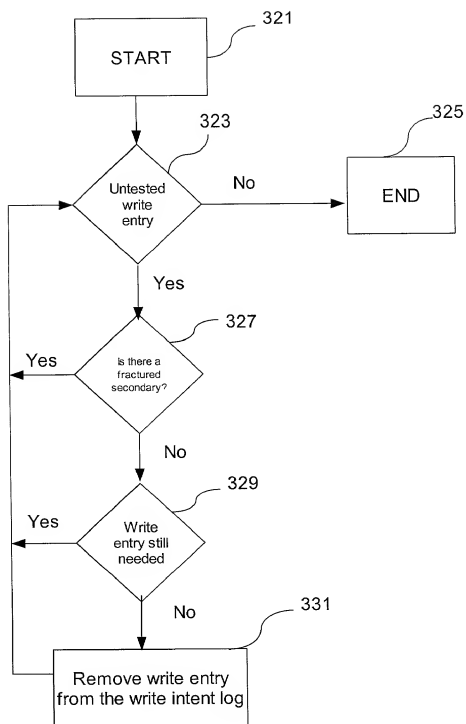 321
START
323
325
Untested
write
entry
No
END
Yes
327
Is there a
fractured
secondary?
Yes
No
329
Write
entry still
needed
Yes
No
331
Remove write entry
from the write intent log